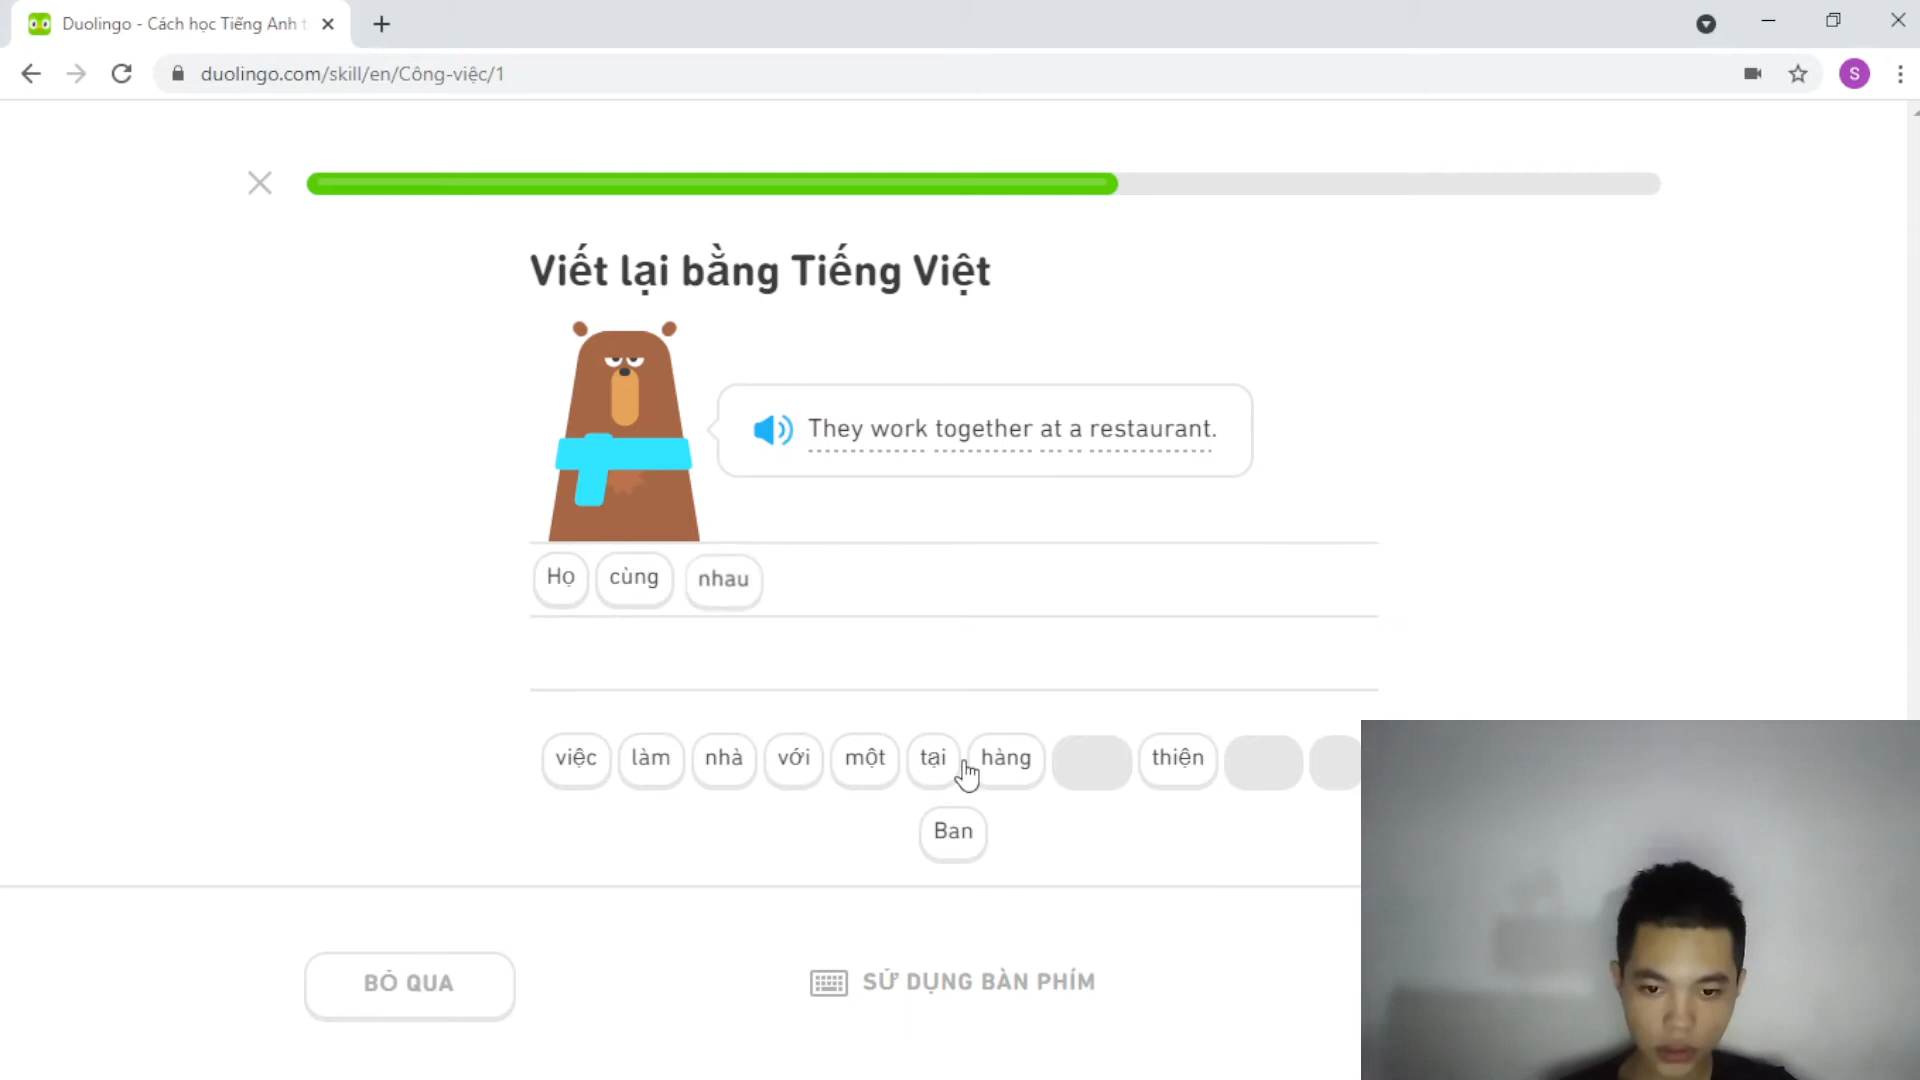 Duolingo - Cách học Tiếng Anh t
duolingo.com/skill/en/Công-việc/1
S
Viết lại bằng Tiếng Việt
They work together at a restaurant.
Họ cùng nhau
việc làm nhà với một tại hàng thiện
Ban
BỎ QUA
SỬ DỤNG BÀN PHÍM